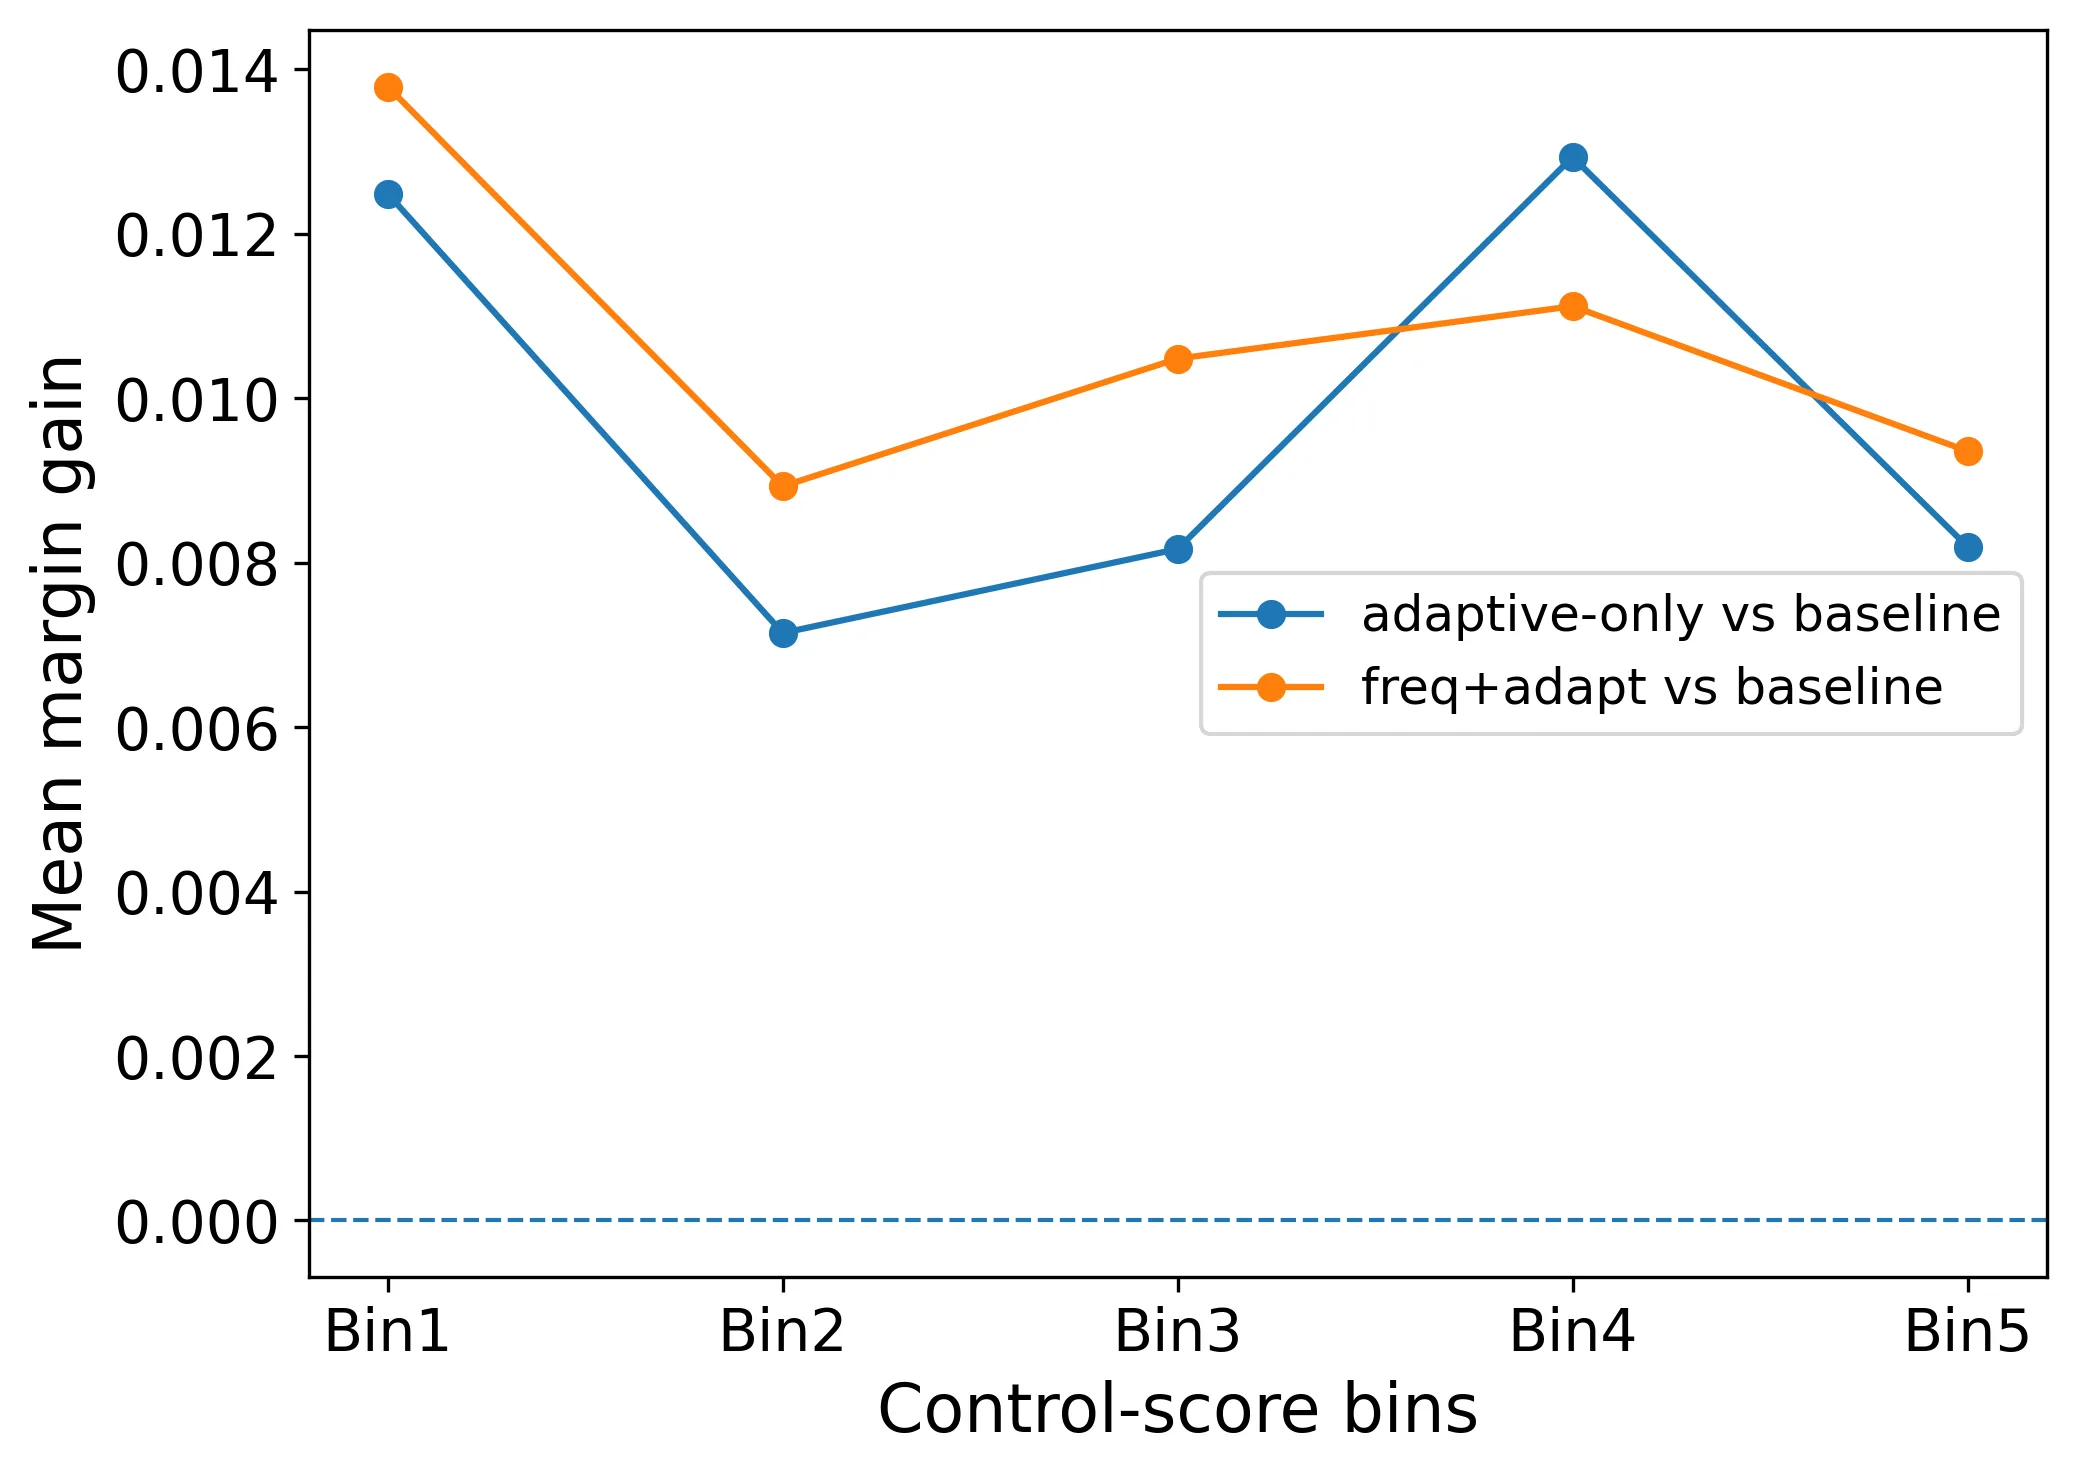 0.014
0.012
0.010
0.008
0.006
0.004
0.002
0.000
Mean margin gain
adaptive-only vs baseline
freq+adapt vs baseline
Bin1 Bin2 Bin3 Bin4 Bin5
Control-score bins